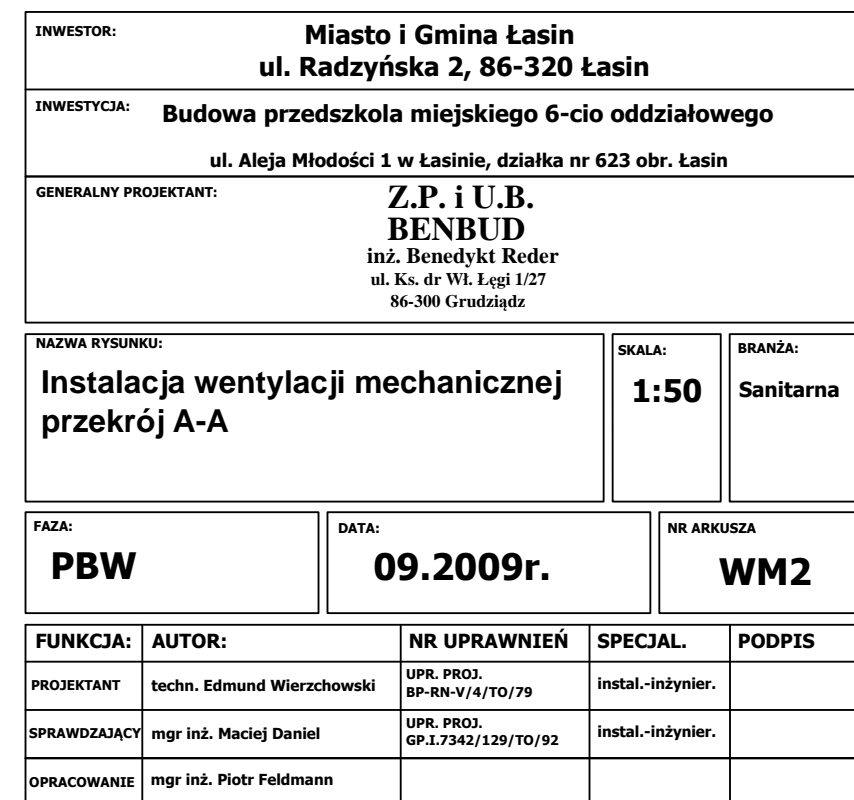 INWESTOR:
Miasto i Gmina Łasin
ul. Radzyńska 2, 86-320 Łasin
INWESTYCJA:
Budowa przedszkola miejskiego 6-cio oddziałowego
ul. Aleja Młodości 1 w Łasinie, działka nr 623 obr. Łasin
GENERALNY PROJEKTANT:
Z.P. i U.B.
BENBUD
inż. Benedykt Reder
ul. Ks. dr Wł. Łęgi 1/27
86-300 Grudziądz
NAZWA RYSUNKU:
Instalacja wentylacji mechanicznej
przekrój A-A
SKALA:
1:50
BRANŻA:
Sanitarna
FAZA:
PBW
DATA:
09.2009r.
NR ARKUSZA
WM2
FUNKCJA: AUTOR: NR UPRAWNIEŃ SPECJAL. PODPIS
PROJEKTANT techn. Edmund Wierzchowski UPR. PROJ. BP-RN-V/4/TO/79 instal.-inżynier.
SPRAWDZAJĄCY mgr inż. Maciej Daniel UPR. PROJ. GP.I.7342/129/TO/92 instal.-inżynier.
OPRACOWANIE mgr inż. Piotr Feldmann